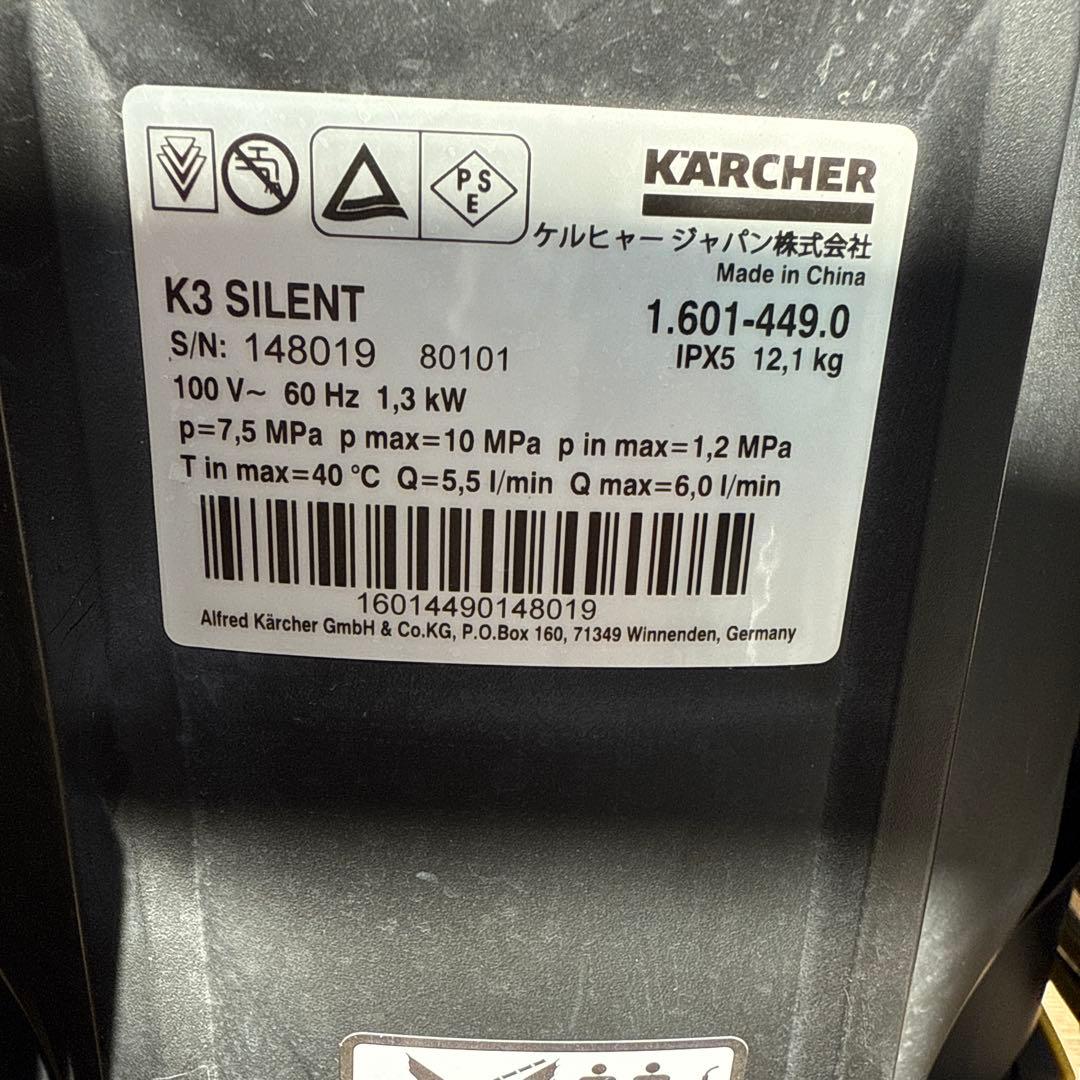 PSE
KÄRCHER
ケルヒャー ジャパン株式会社
Made in China
K3 SILENT
1.601-449.0
S/N: 148019 80101
IPX5 12,1 kg
100 V~ 60 Hz 1,3 kW
p=7,5 MPa p max=10 MPa p in max=1,2 MPa
T in max=40 °C Q=5,5 l/min Q max=6,0 l/min
16014490148019
Alfred Kärcher GmbH & Co.KG, P.O.Box 160, 71349 Winnenden, Germany